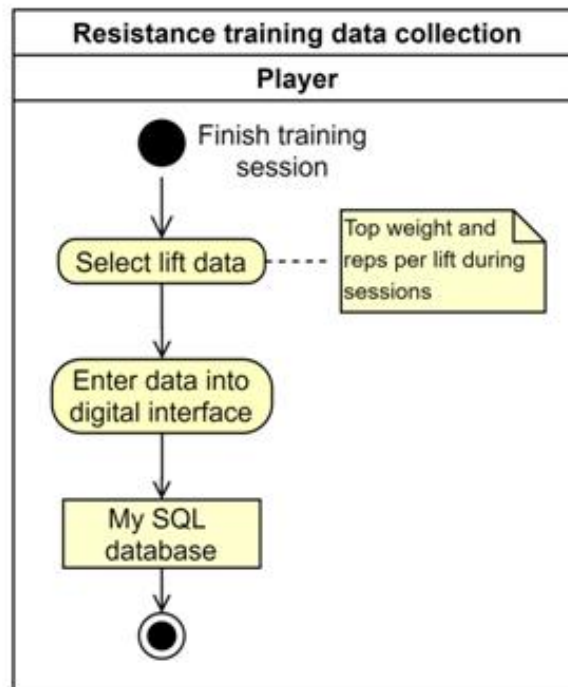 Resistance training data collection
Player
Finish training
session
Select lift data
Top weight and
reps per lift during
sessions
Enter data into
digital interface
My SQL
database